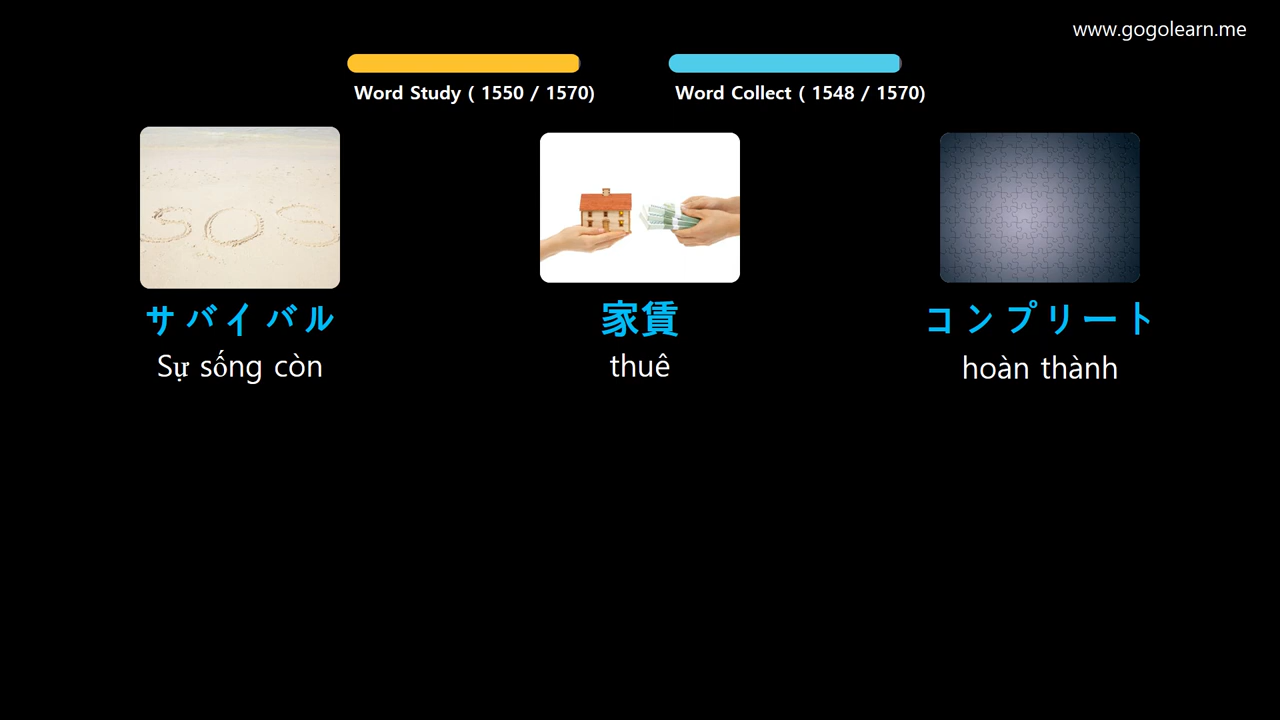 www.gogolearn.me
Word Study ( 1550 / 1570)
Word Collect ( 1548 / 1570)
SOS
サバイバル
家賃
コンプリート
Sự sống còn
thuê
hoàn thành